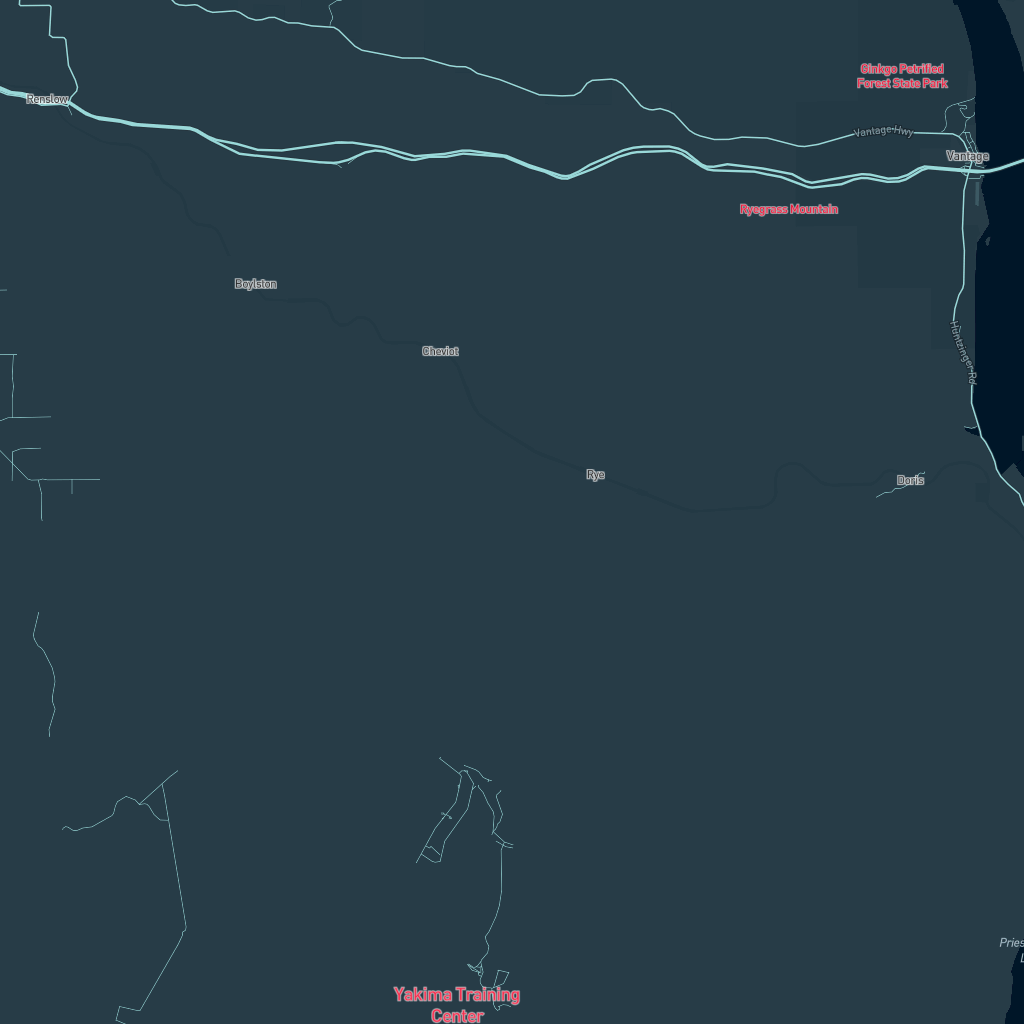 Ginkgo Petrified
Forest State Park
Renslow
Vantage Hwy
Vantage
Ryegrass Mountain
Boylston
Huntzinger Rd
Cheviot
Rye
Doris
Yakima Training
Center